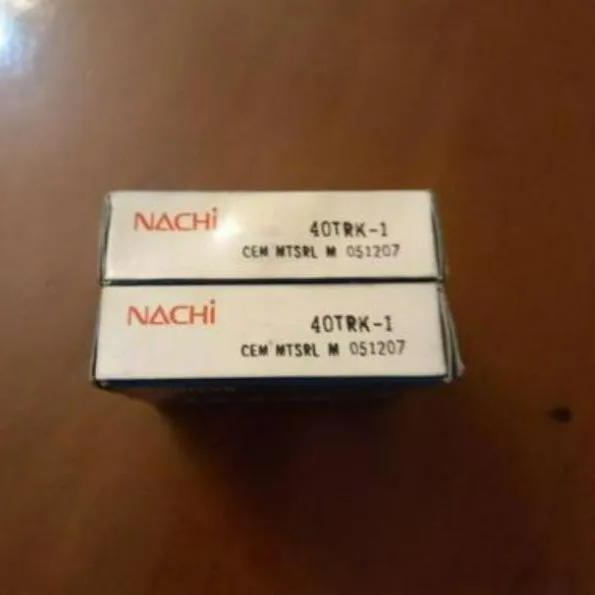 NACHi 40TRK-1
CEM MTSRL M 051207
NACHi 40TRK-1
CEM MTSRL M 051207